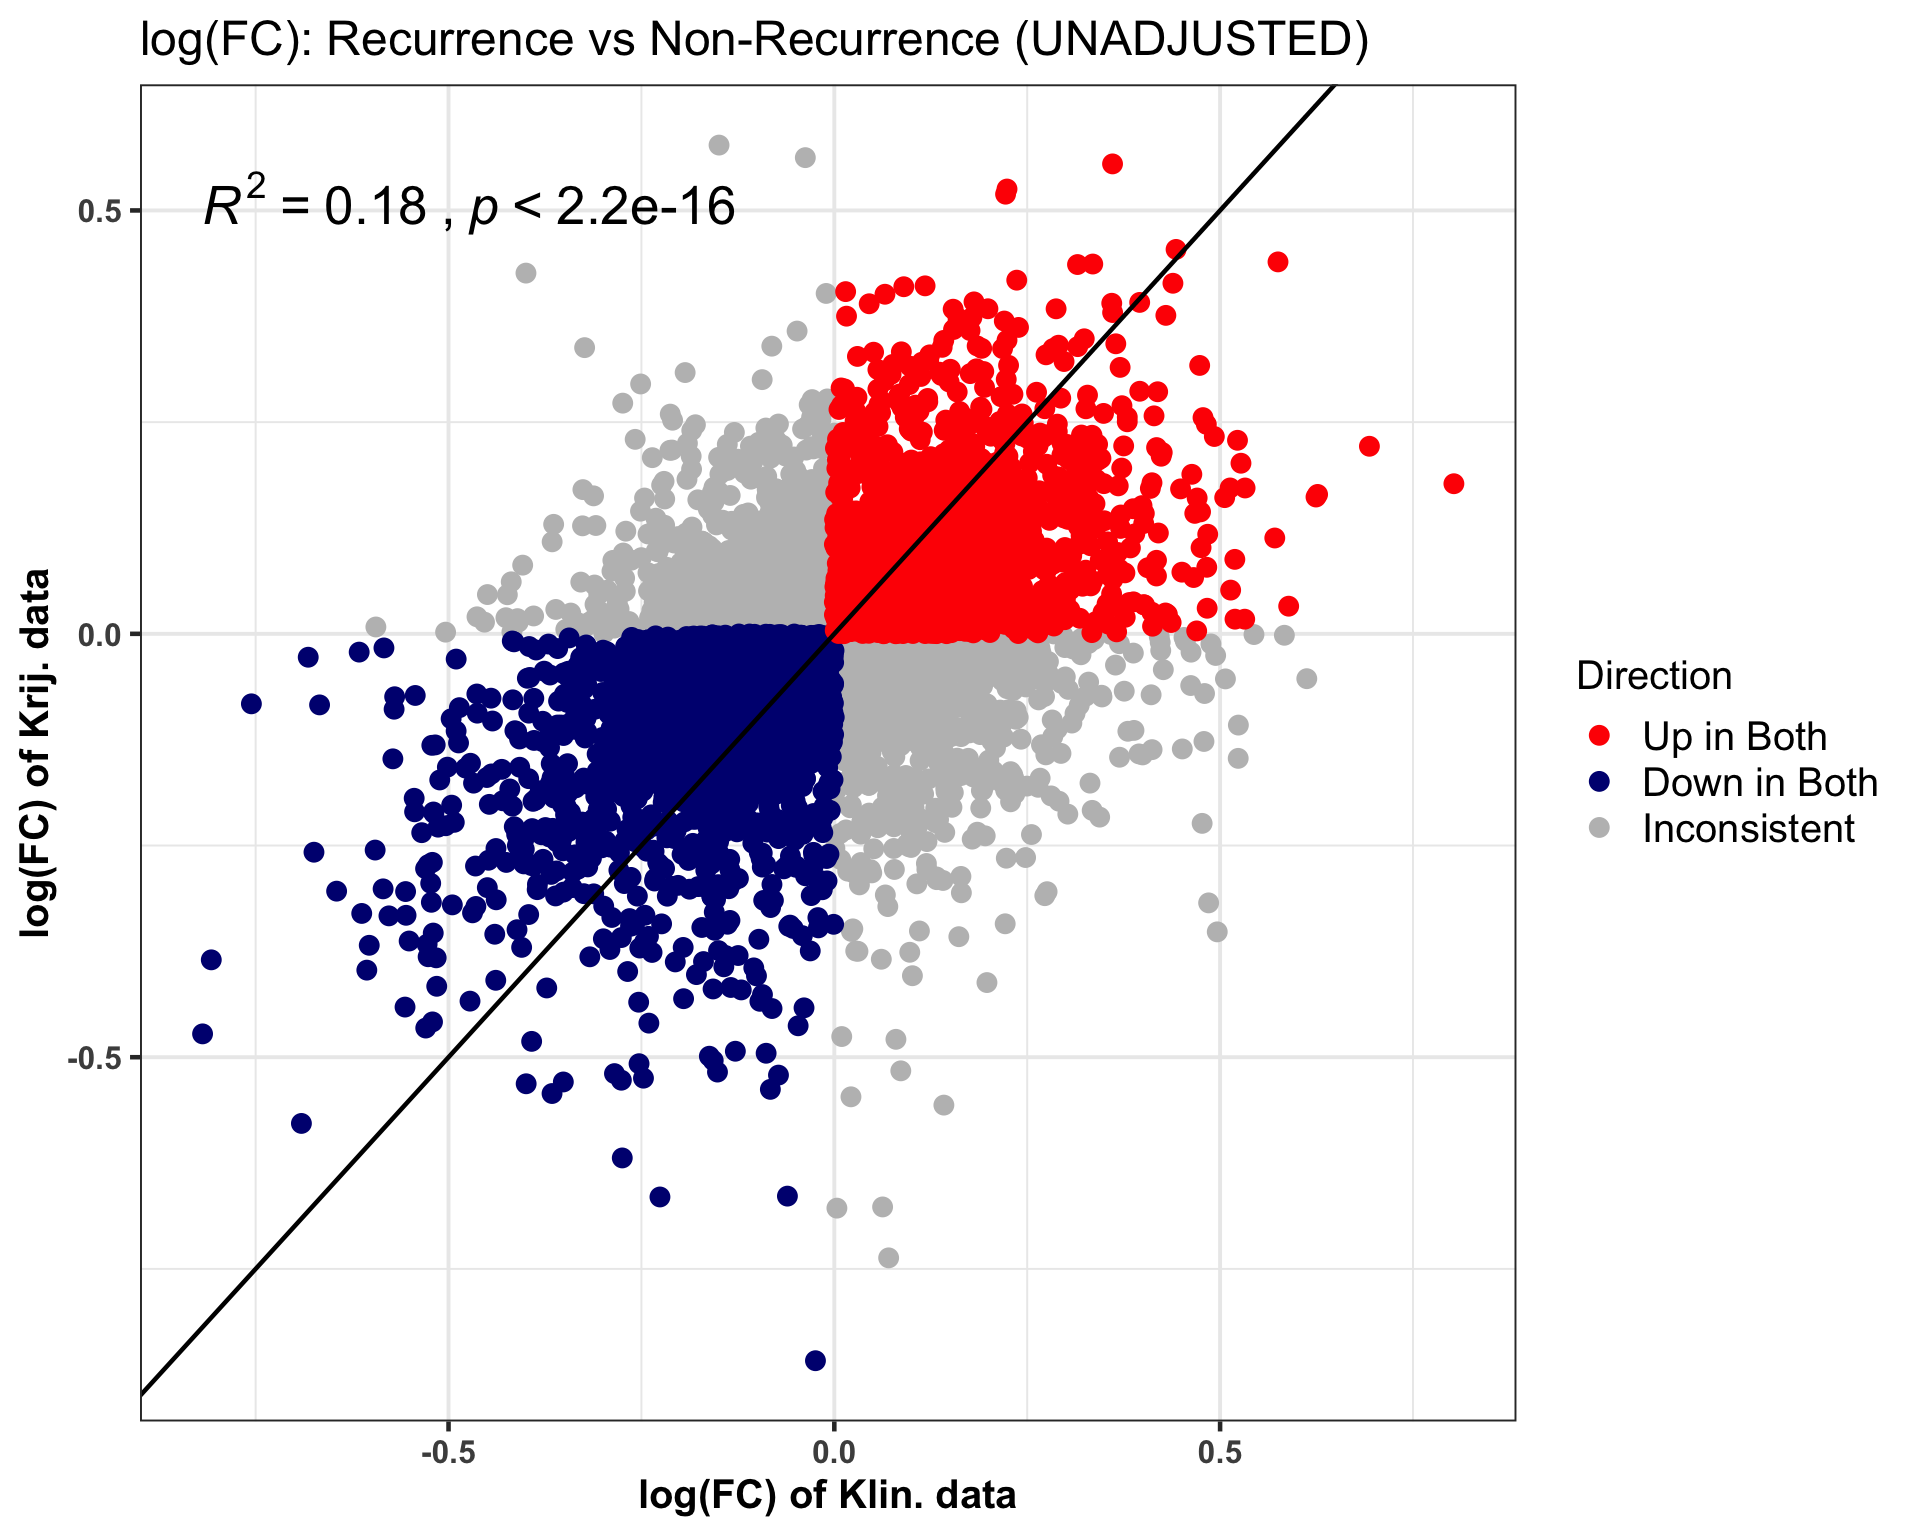 log(FC): Recurrence vs Non-Recurrence (UNADJUSTED)
R² = 0.18 , p < 2.2e-16
0.5
0.0
-0.5
log(FC) of Krij. data
-0.5 0.0 0.5
log(FC) of Klin. data
Direction
Up in Both
Down in Both
Inconsistent